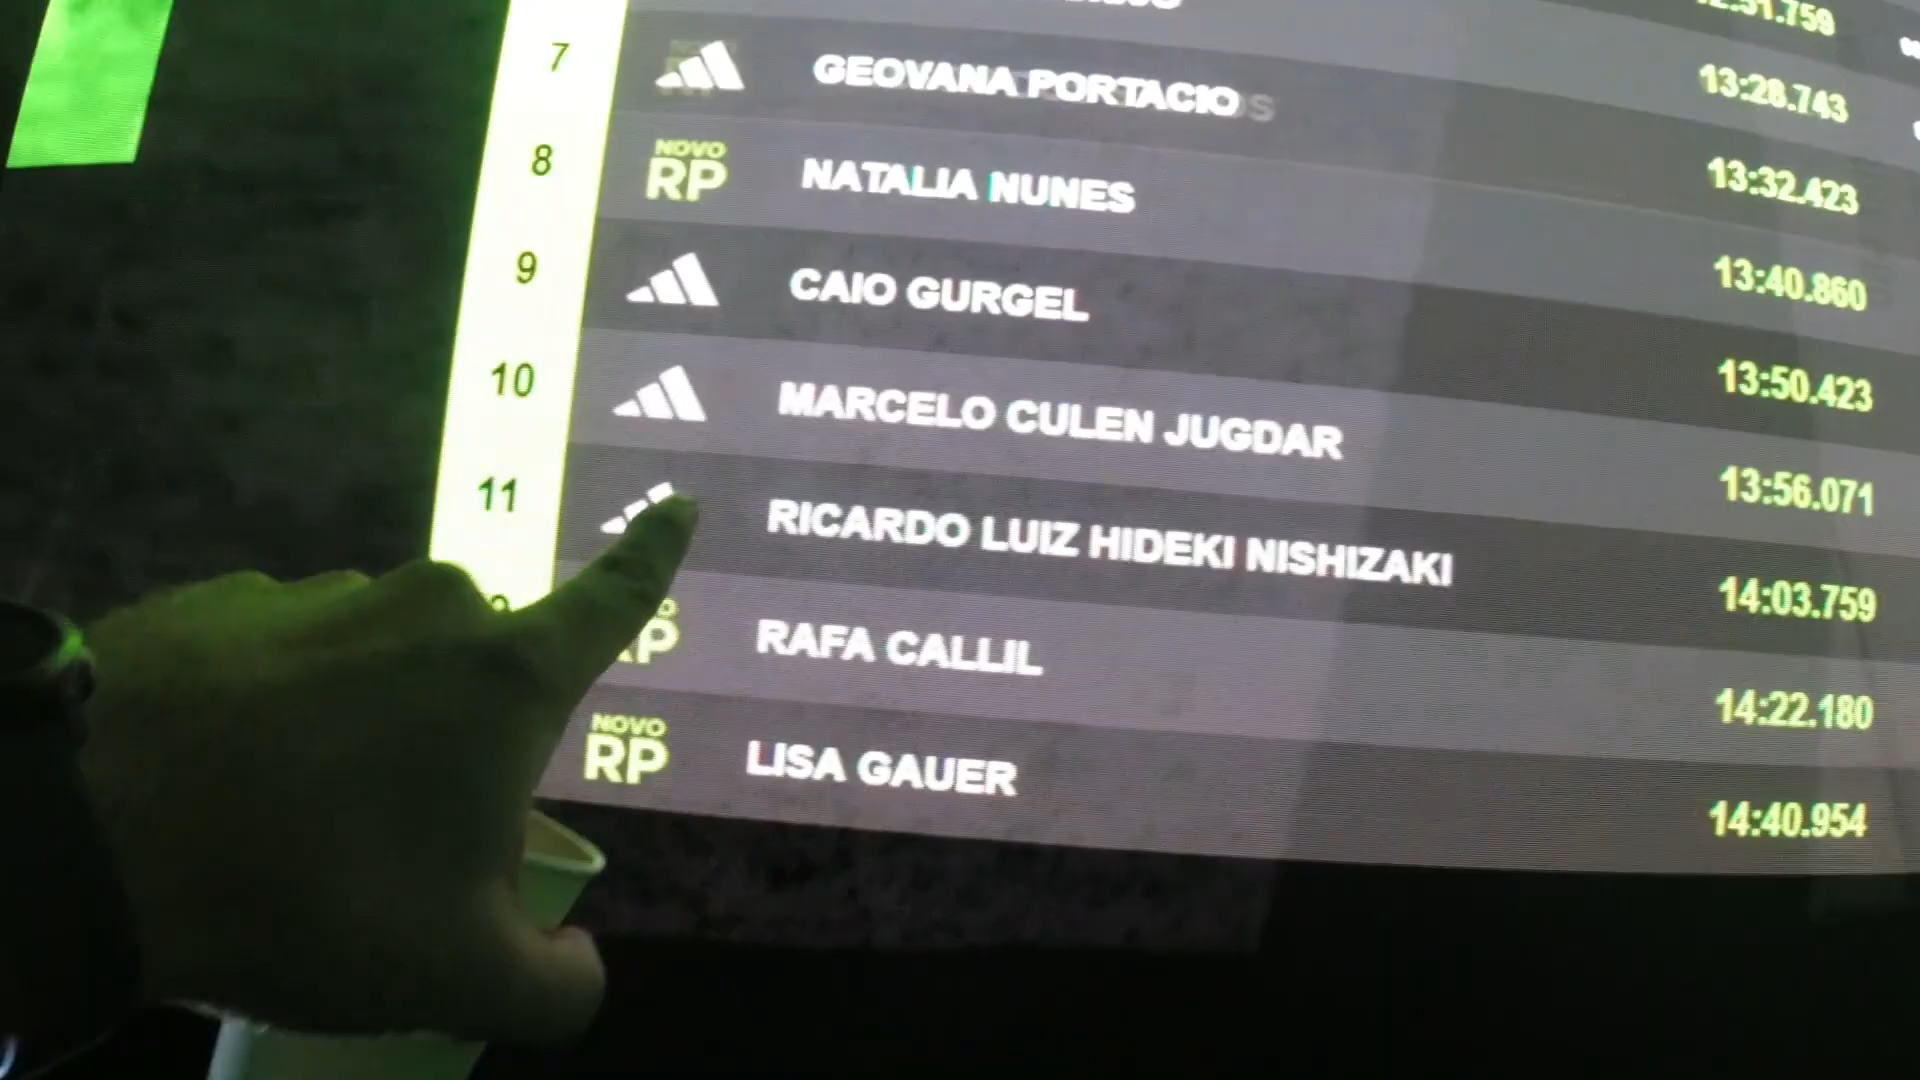 13:28.743
7 GEOVANA PORTACIO 13:32.423
8 NOVO RP NATALIA NUNES 13:40.860
9 CAIO GURGEL 13:50.423
10 MARCELO CULEN JUGDAR 13:56.071
11 RICARDO LUIZ HIDEKI NISHIZAKI 14:03.759
RAFA CALLIL 14:22.180
NOVO RP LISA GAUER 14:40.954